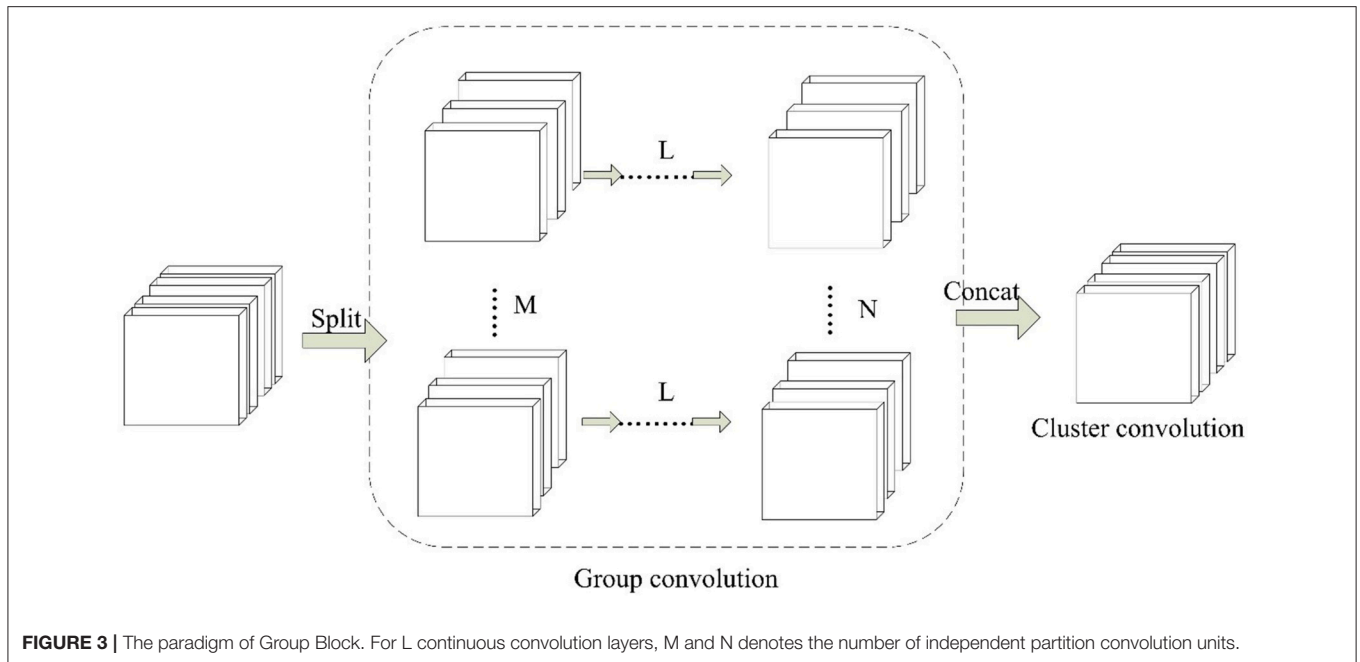 L
Split
M
N
Concat
L
Cluster convolution
Group convolution
FIGURE 3 | The paradigm of Group Block. For L continuous convolution layers, M and N denotes the number of independent partition convolution units.